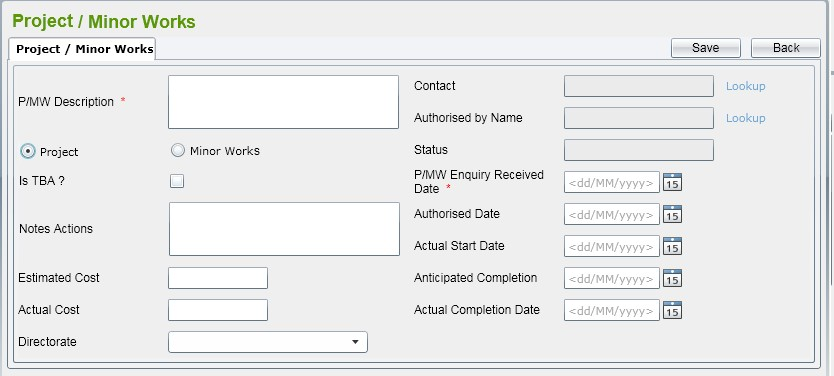 Project / Minor Works
Project / Minor Works
Save
Back
P/MW Description *
Project
Minor Works
Is TBA ?
Notes Actions
Estimated Cost
Actual Cost
Directorate
Contact
Lookup
Authorised by Name
Lookup
Status
P/MW Enquiry Received
Date *
<dd/MM/yyyy>
15
Authorised Date
<dd/MM/yyyy>
15
Actual Start Date
<dd/MM/yyyy>
15
Anticipated Completion
<dd/MM/yyyy>
15
Actual Completion Date
<dd/MM/yyyy>
15